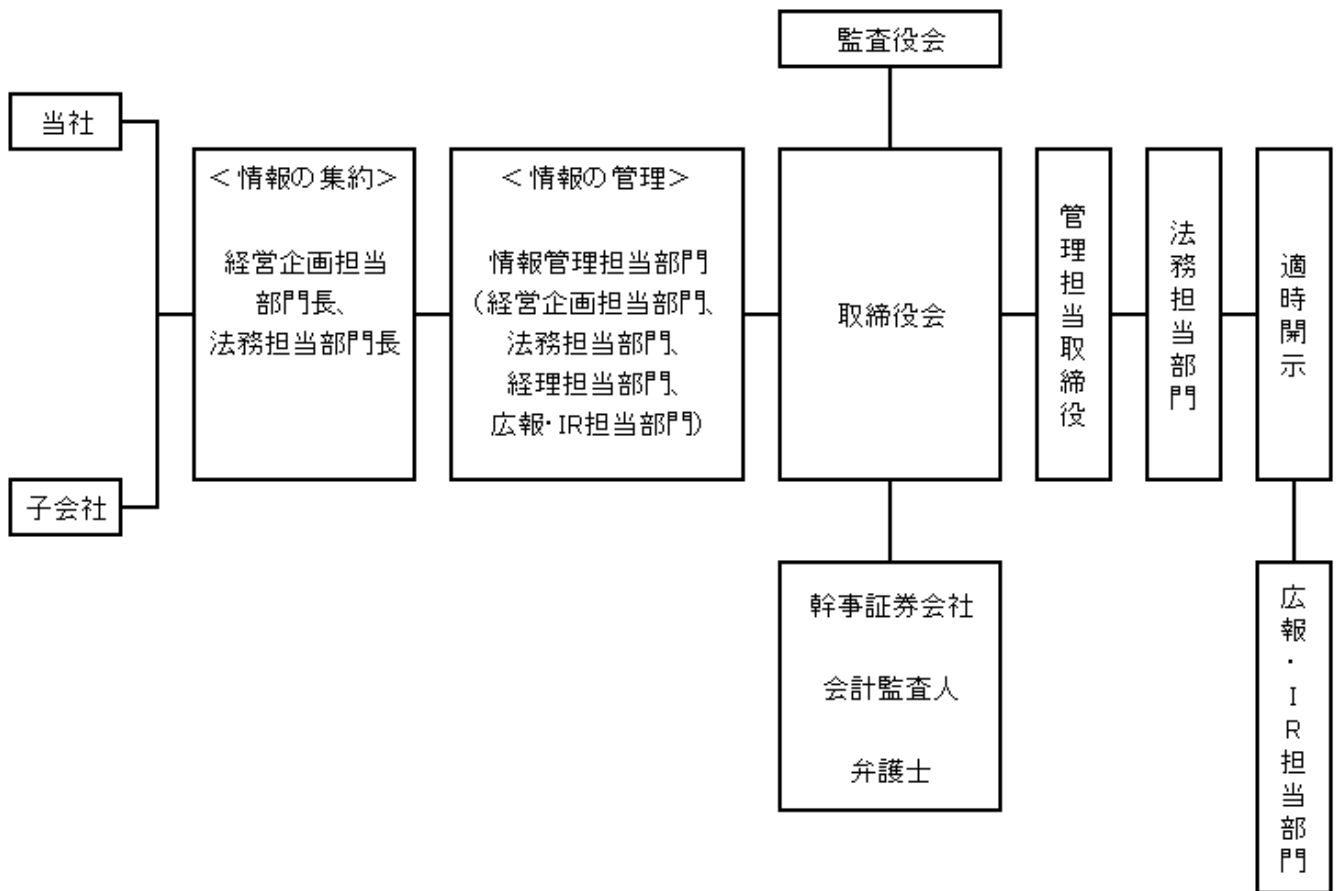 監査役会
当社
子会社
＜情報の集約＞
経営企画担当
部門長、
法務担当部門長
＜情報の管理＞
情報管理担当部門
（経営企画担当部門、
法務担当部門、
経理担当部門、
広報・IR担当部門）
取締役会
幹事証券会社
会計監査人
弁護士
管理担当取締役
法務担当部門
適時開示
広報・IR担当部門